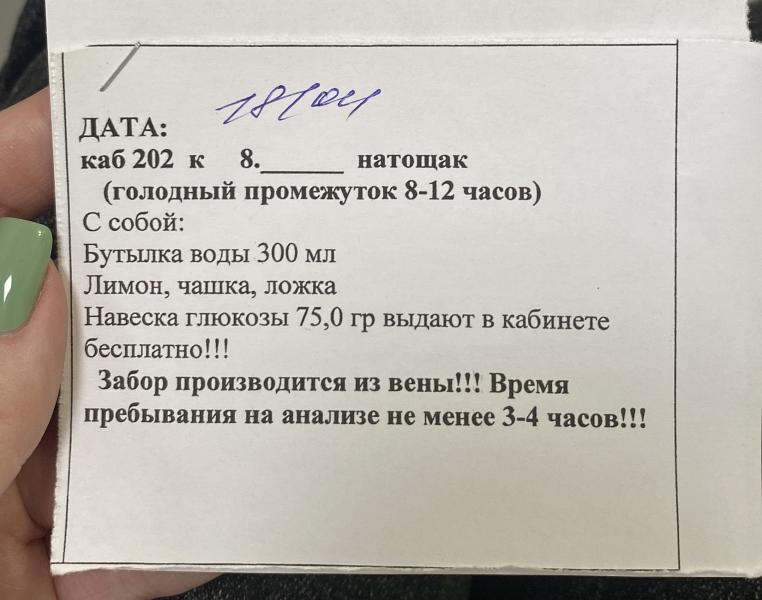 18/04
ДАТА:
каб 202 к 8.______ натощак
(голодный промежуток 8-12 часов)
С собой:
Бутылка воды 300 мл
Лимон, чашка, ложка
Навеска глюкозы 75,0 гр выдают в кабинете
бесплатно!!!
Забор производится из вены!!! Время
пребывания на анализе не менее 3-4 часов!!!